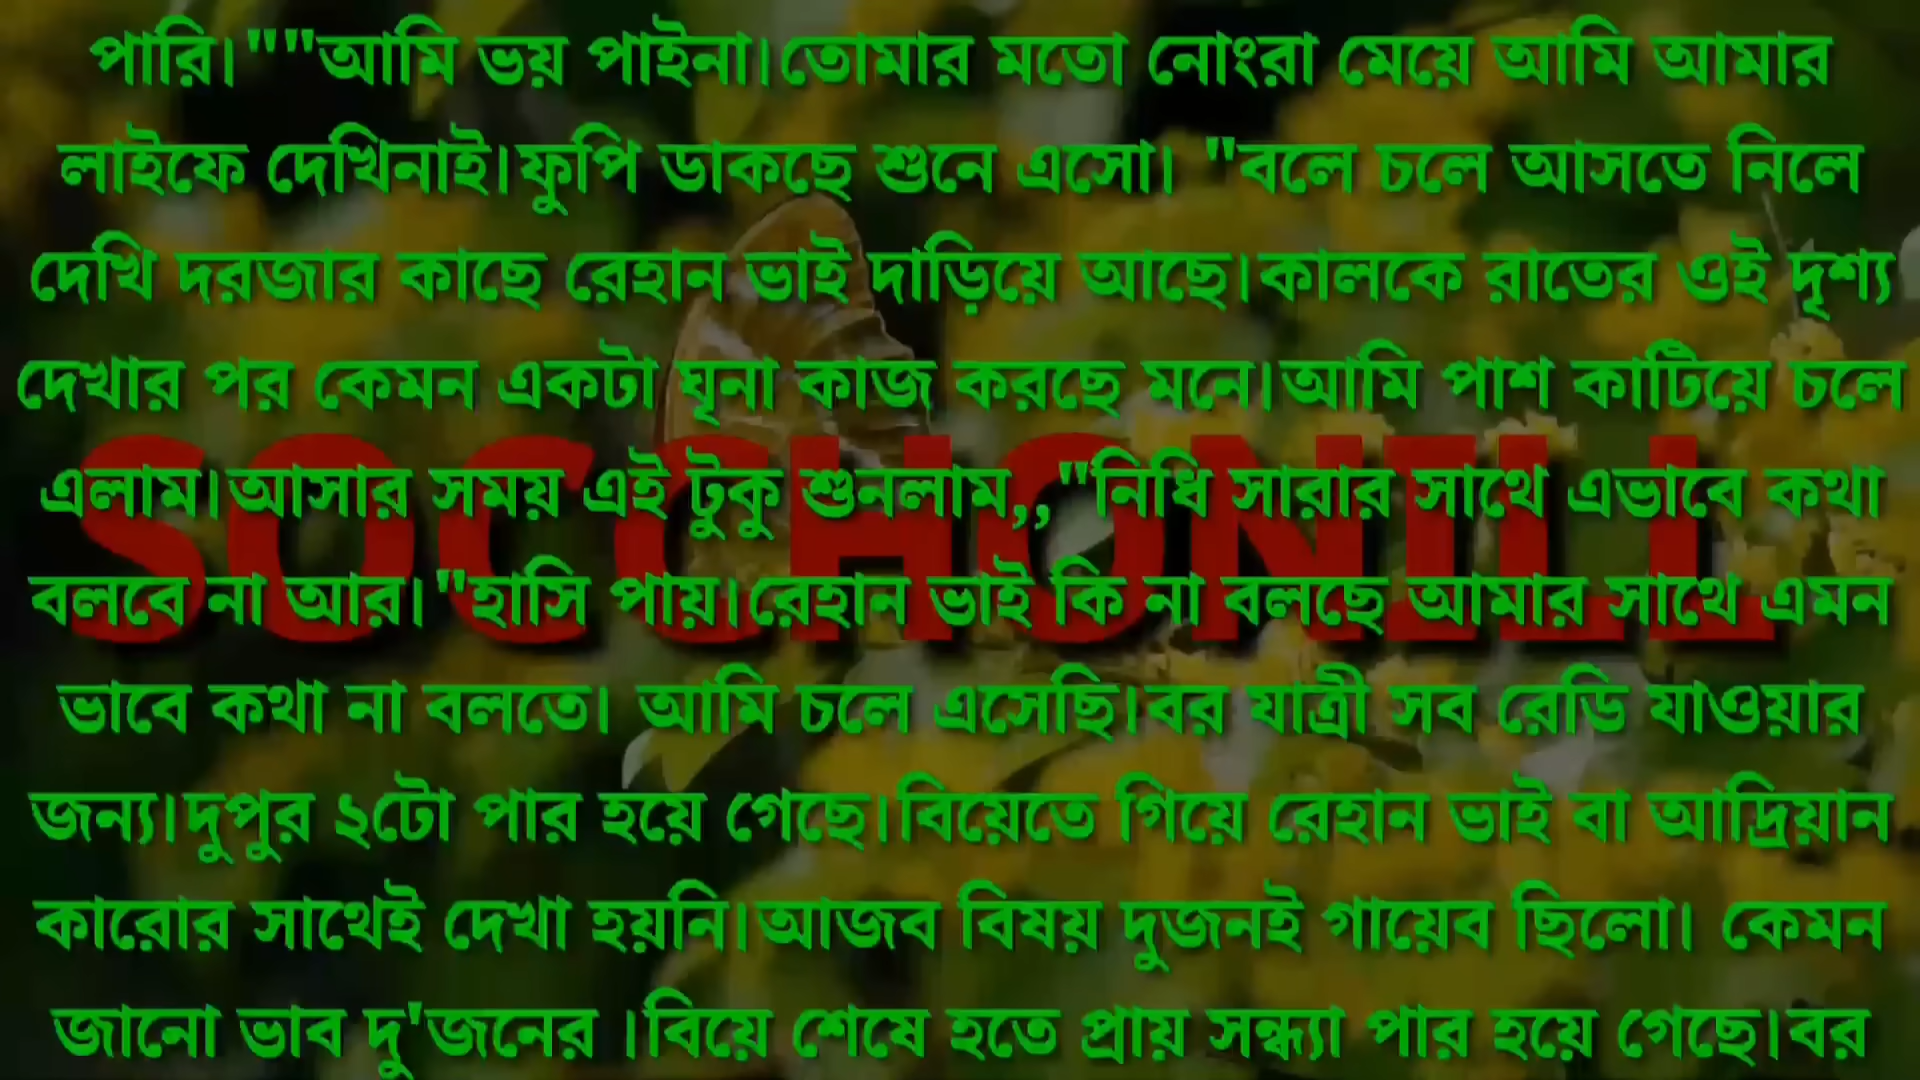 পারি।""আমি ভয় পাইনা।তোমার মতো নোংরা মেয়ে আমি আমার
লাইফে দেখিনাই।ফুপি ডাকছে শুনে এসো। "বলে চলে আসতে নিলে
দেখি দরজার কাছে রেহান ভাই দাড়িয়ে আছে।কালকে রাতের ওই দৃশ্য
দেখার পর কেমন একটা ঘৃনা কাজ করছে মনে।আমি পাশ কাটিয়ে চলে
এলাম।আসার সময় এই টুকু শুনলাম,,"নিধি সারার সাথে এভাবে কথা
SOCCHONILL
বলবে না আর।"হাসি পায়।রেহান ভাই কি না বলছে আমার সাথে এমন
ভাবে কথা না বলতে। আমি চলে এসেছি।বর যাত্রী সব রেডি যাওয়ার
জন্য।দুপুর ২টো পার হয়ে গেছে।বিয়েতে গিয়ে রেহান ভাই বা আদ্রিয়ান
কারোর সাথেই দেখা হয়নি।আজব বিষয় দুজনই গায়েব ছিলো। কেমন
জানো ভাব দু'জনের ।বিয়ে শেষে হতে প্রায় সন্ধ্যা পার হয়ে গেছে।বর